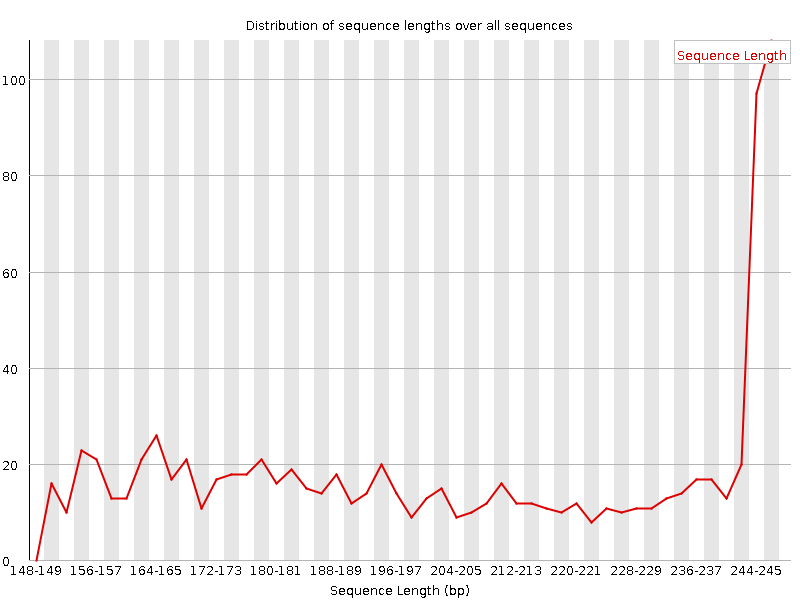 Distribution of sequence lengths over all sequences
Sequence Length
100
80
60
40
20
0
148-149 156-157 164-165 172-173 180-181 188-189 196-197 204-205 212-213 220-221 228-229 236-237 244-245
Sequence Length (bp)